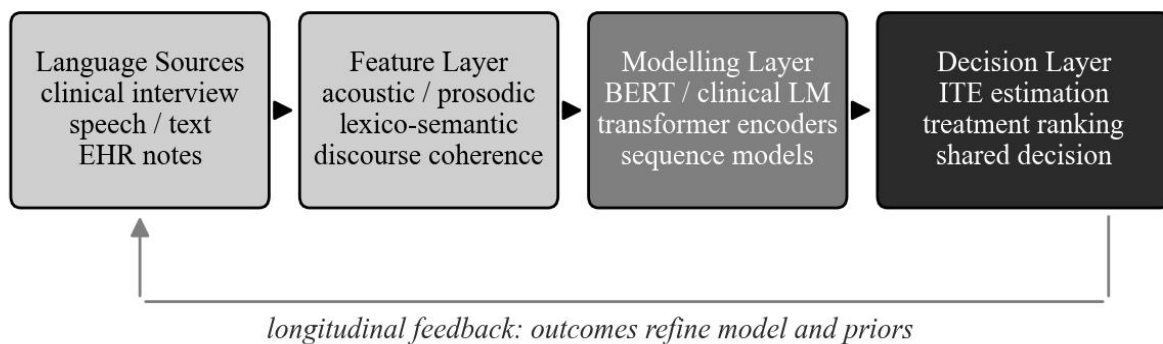 Language Sources
clinical interview
speech / text
EHR notes
Feature Layer
acoustic / prosodic
lexico-semantic
discourse coherence
Modelling Layer
BERT / clinical LM
transformer encoders
sequence models
Decision Layer
ITE estimation
treatment ranking
shared decision
longitudinal feedback: outcomes refine model and priors